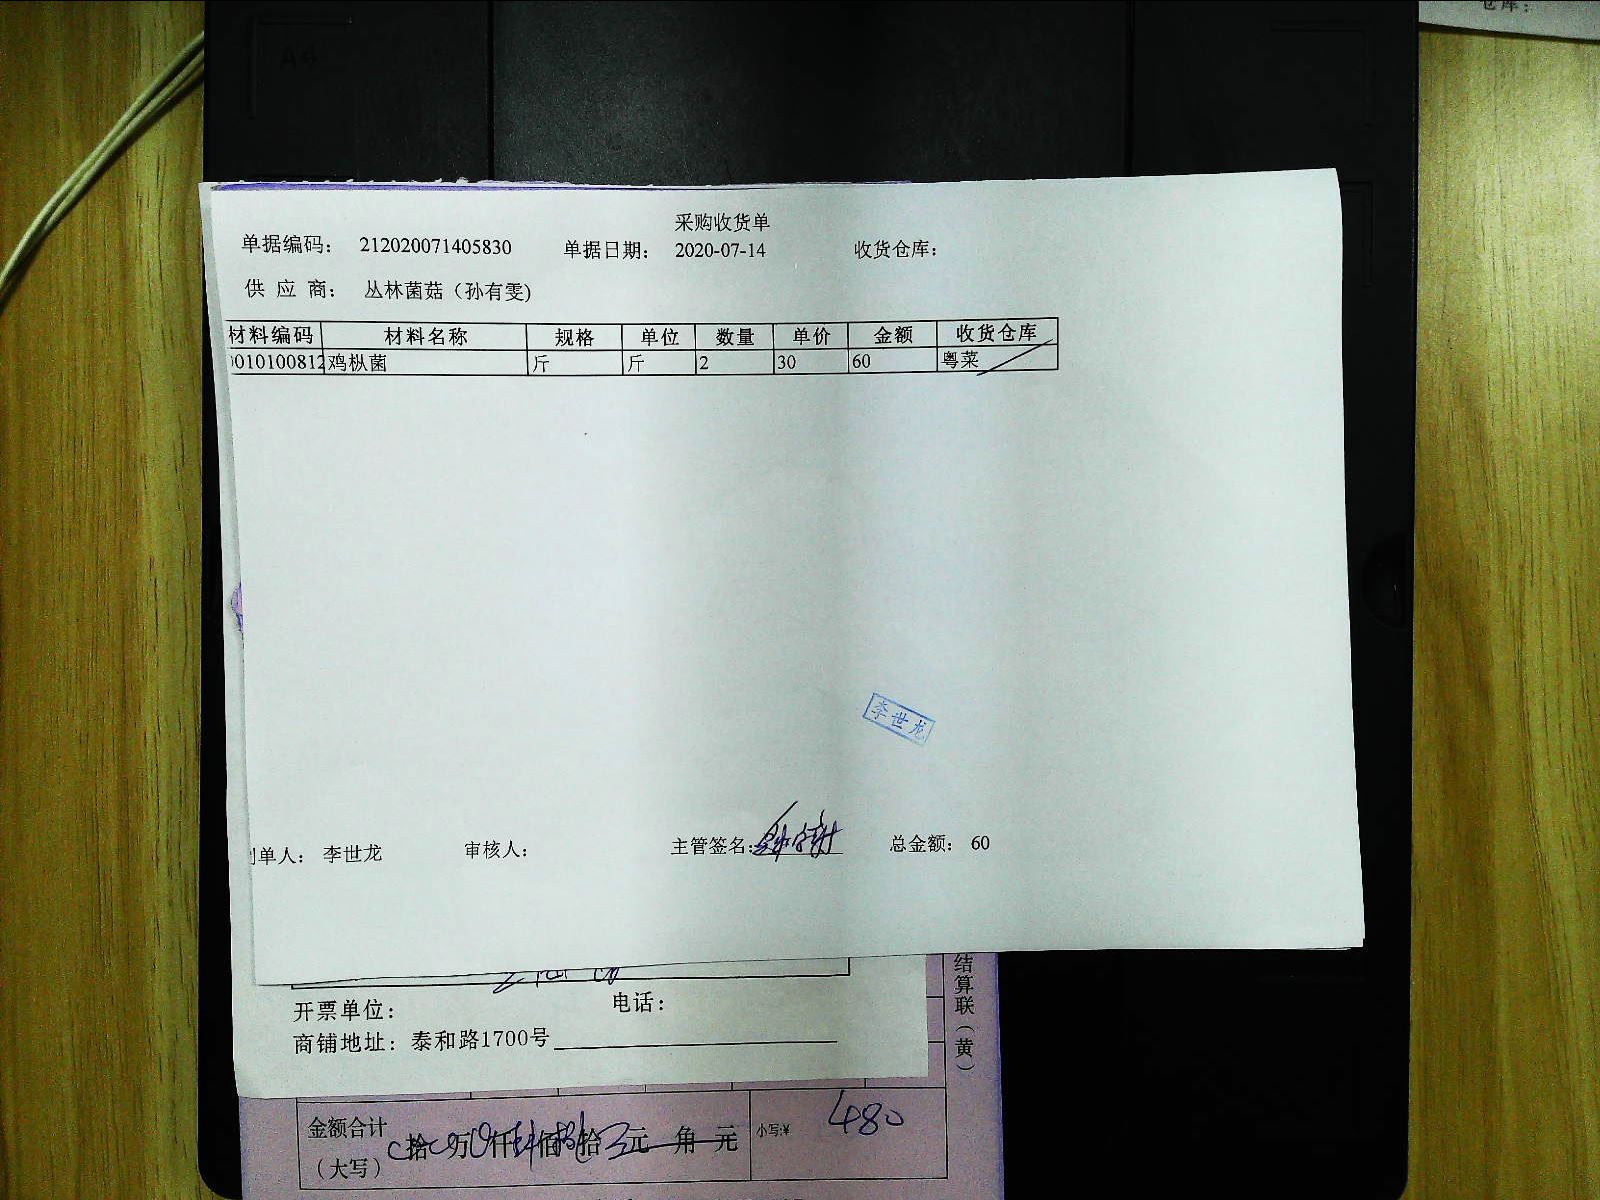 仓库：
A4
采购收货单
单据编码： 212020071405830 单据日期： 2020-07-14 收货仓库：
供 应 商： 丛林菌菇（孙有雯）
材料编码 材料名称 规格 单位 数量 单价 金额 收货仓库
010100812 鸡枞菌 斤 斤 2 30 60 粤菜
李世龙
制单人： 李世龙 审核人： 主管签名： 总金额： 60
开票单位： 电话：
商铺地址：泰和路1700号
结算联（黄）
金额合计（大写） 拾 万 仟 佰 拾 元 角 元 小写:¥ 480